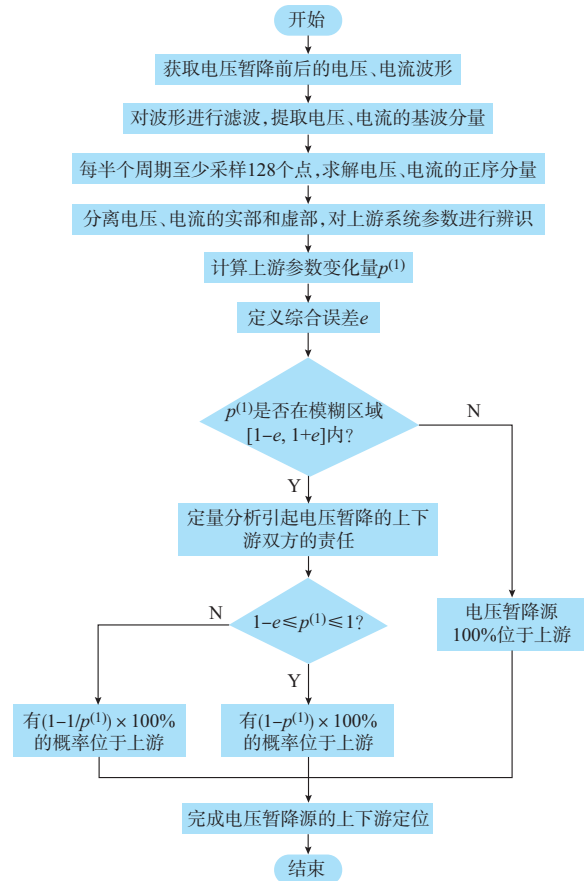 开始
获取电压暂降前后的电压、电流波形
对波形进行滤波,提取电压、电流的基波分量
每半个周期至少采样128个点,求解电压、电流的正序分量
分离电压、电流的实部和虚部,对上游系统参数进行辨识
计算上游参数变化量p⁽¹⁾
定义综合误差e
p⁽¹⁾是否在模糊区域
[1−e, 1+e]内?
N
Y
定量分析引起电压暂降的上下
游双方的责任
N
1−e≤p⁽¹⁾≤1?
电压暂降源
100%位于上游
Y
有(1−1/p⁽¹⁾) × 100%
的概率位于上游
有(1−p⁽¹⁾) × 100%
的概率位于上游
完成电压暂降源的上下游定位
结束